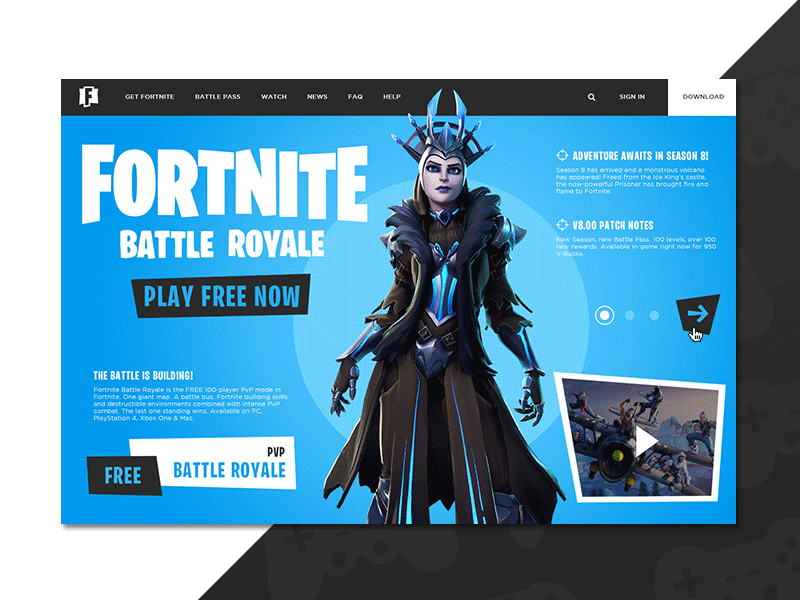 F
GET FORTNITE
BATTLE PASS
WATCH
NEWS
FAQ
HELP
SIGN IN
DOWNLOAD
FORTNITE
BATTLE ROYALE
PLAY FREE NOW
THE BATTLE IS BUILDING!
Fortnite Battle Royale is the FREE 100-player PvP mode in
Fortnite. One giant map. A battle bus. Fortnite building skills
and destructible environments combined with intense PvP
combat. The last one standing wins. Available on PC,
PlayStation 4, Xbox One & Mac.
FREE
PVP
BATTLE ROYALE
ADVENTURE AWAITS IN SEASON 8!
Season 8 has arrived and a monstrous volcano
has appeared! Freed from the Ice King's castle,
the now-powerful Prisoner has brought fire and
flame to Fortnite.
V8.00 PATCH NOTES
New Season, new Battle Pass. 100 levels, over 100
new rewards. Available in-game right now for 950
V-Bucks.